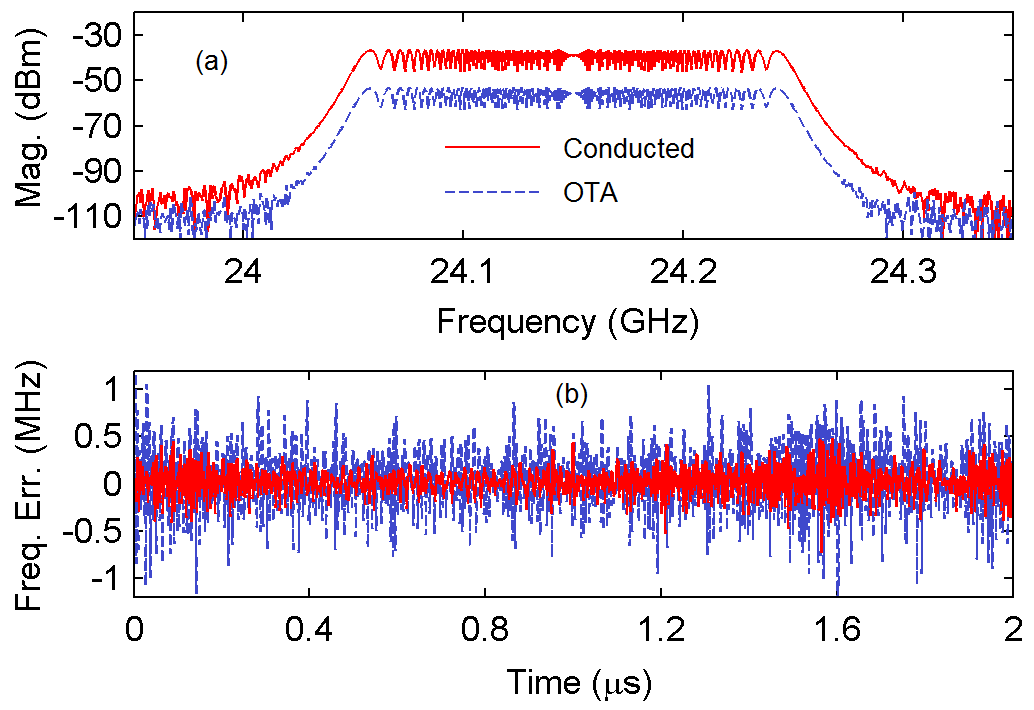 -30
(a)
-50
-70
Conducted
-90
OTA
-110
Mag. (dBm)
24 24.1 24.2 24.3
Frequency (GHz)
1
(b)
0.5
0
-0.5
-1
Freq. Err. (MHz)
0 0.4 0.8 1.2 1.6 2
Time (μs)